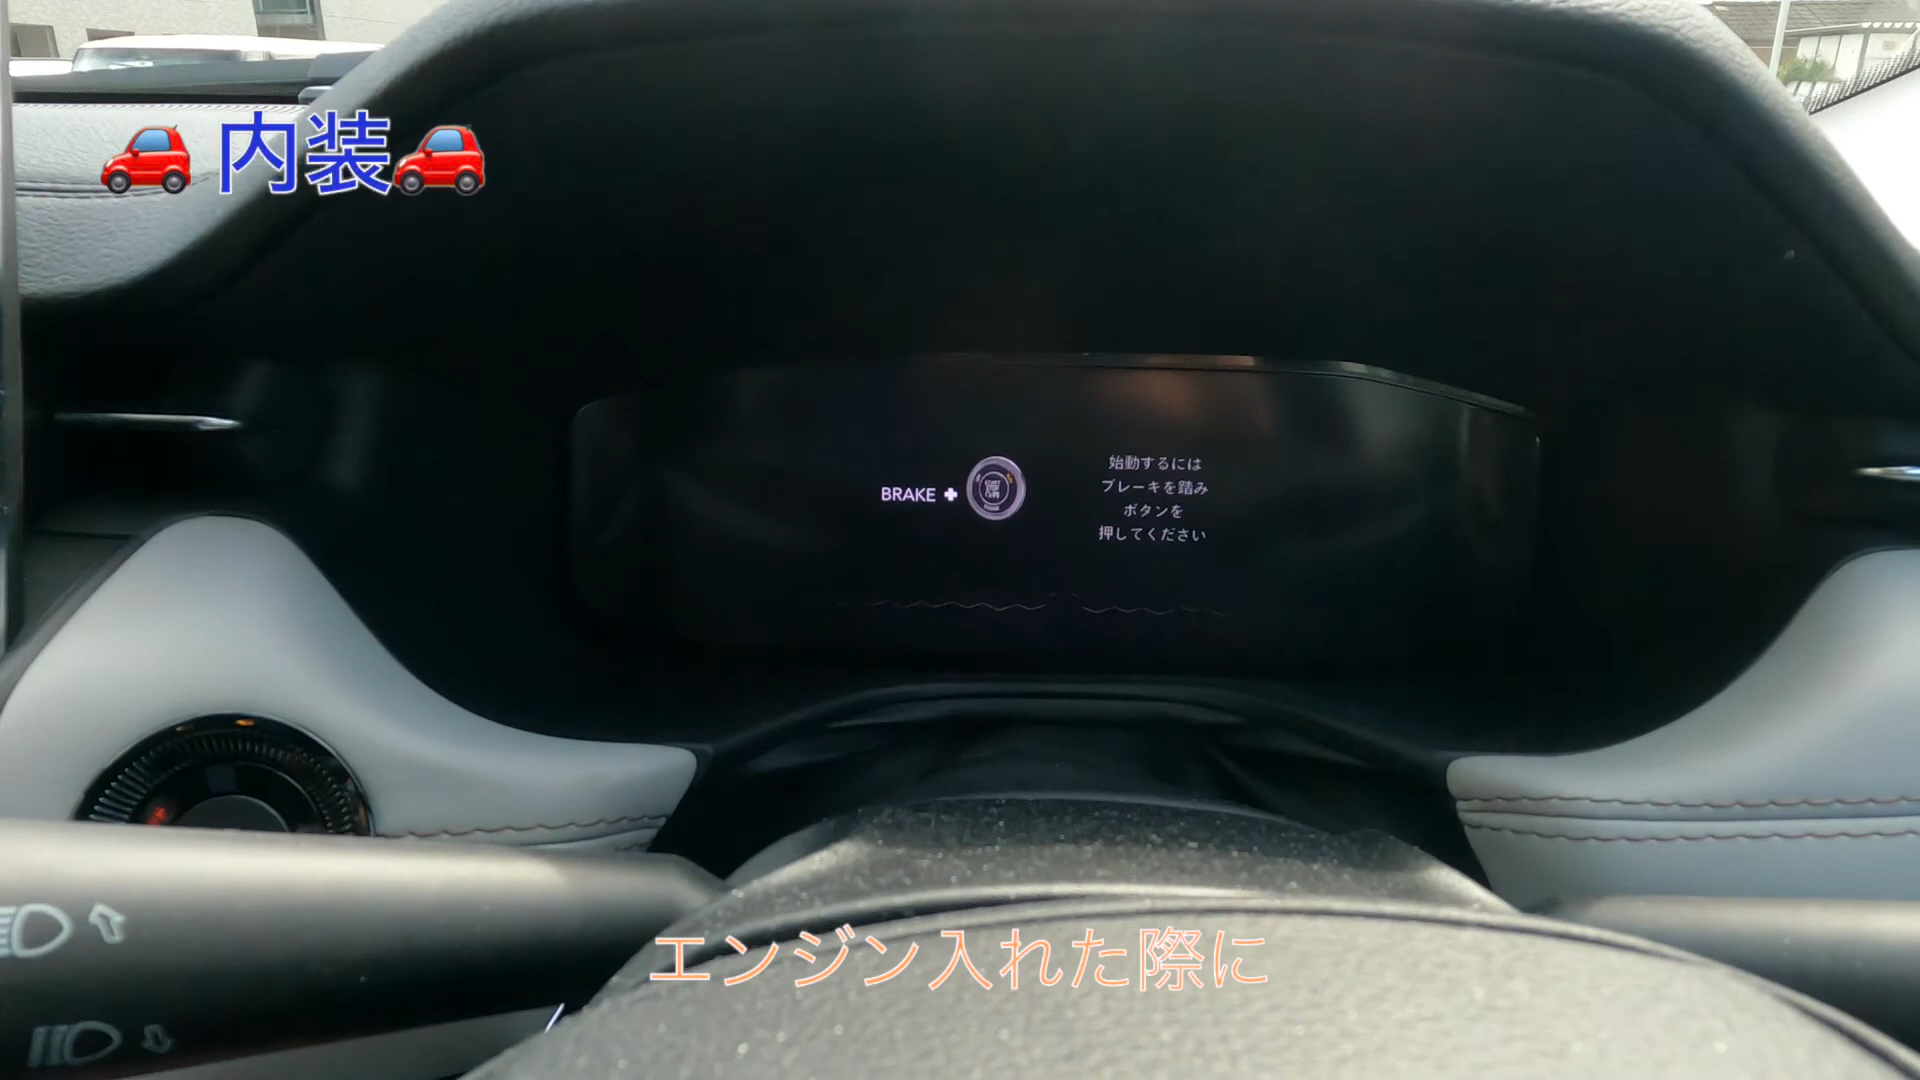 🚗内装🚗
BRAKE +
始動するには
ブレーキを踏み
ボタンを
押してください
エンジン入れた際に